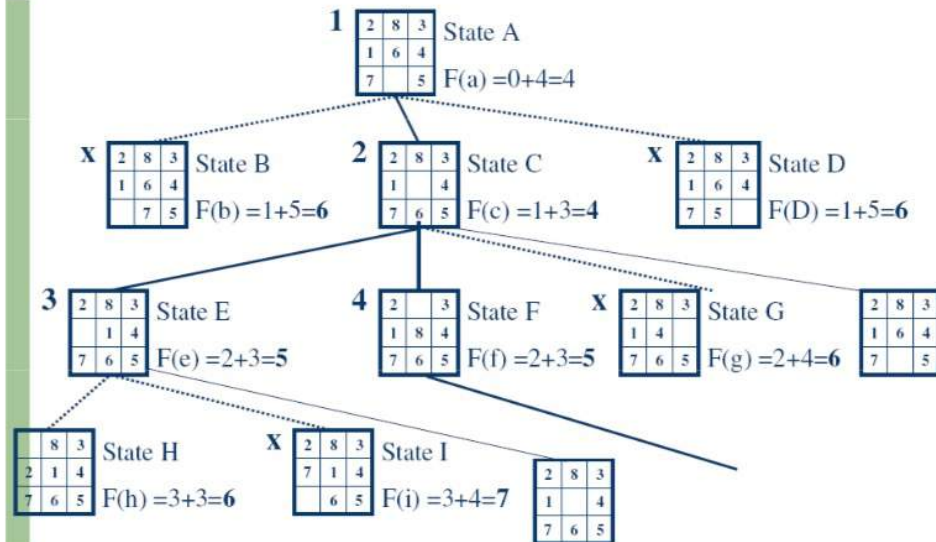 1
2 8 3
1 6 4
7 5
State A
F(a) =0+4=4
x
2 8 3
1 6 4
7 5
State B
F(b) =1+5=6
2
2 8 3
1 4
7 6 5
State C
F(c) =1+3=4
x
2 8 3
1 6 4
7 5
State D
F(D) =1+5=6
3
2 8 3
1 4
7 6 5
State E
F(e) =2+3=5
4
2 3
1 8 4
7 6 5
State F
F(f) =2+3=5
x
2 8 3
1 4
7 6 5
State G
F(g) =2+4=6
2 8 3
1 6 4
7 5
8 3
2 1 4
7 6 5
State H
F(h) =3+3=6
x
2 8 3
7 1 4
6 5
State I
F(i) =3+4=7
2 8 3
1 4
7 6 5